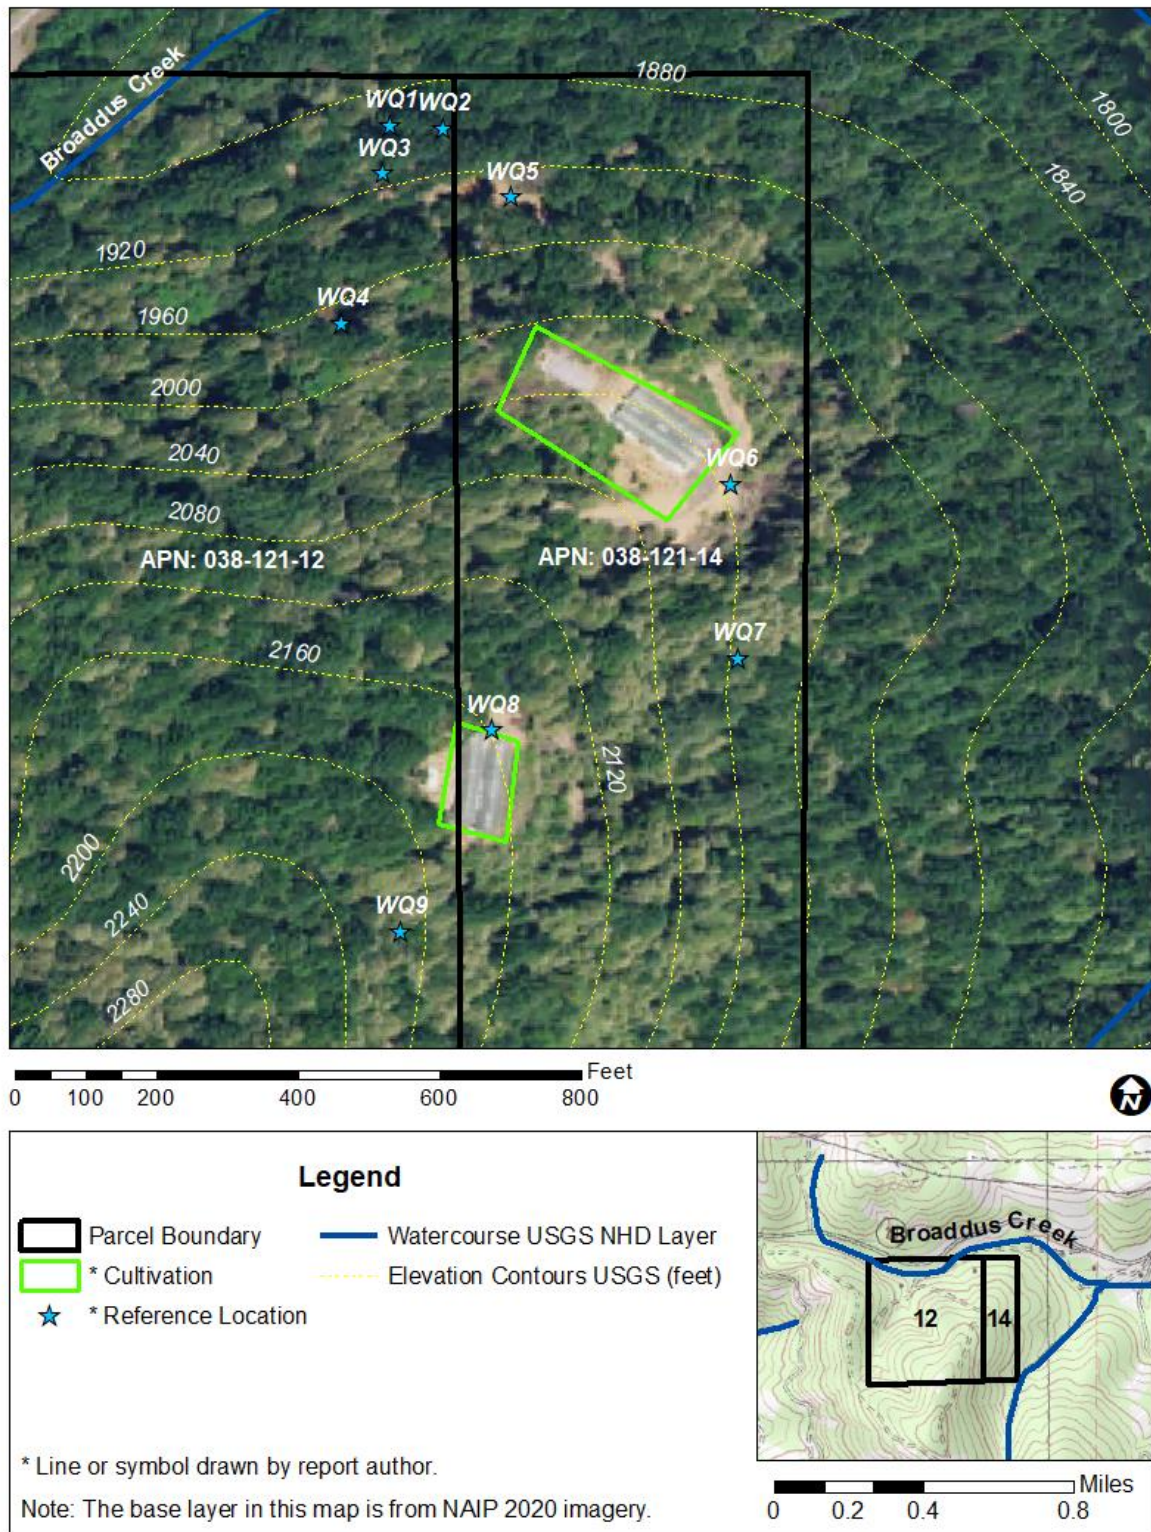 1880
1800
Broaddus Creek
WQ1 WQ2
WQ3
WQ5
1840
1920
WQ4
1960
2000
2040
WQ6
2080
APN: 038-121-12
APN: 038-121-14
WQ7
2160
WQ8
2120
2200
2240
WQ9
2280
Feet
0 100 200 400 600 800
N
Legend
Parcel Boundary
Watercourse USGS NHD Layer
* Cultivation
Elevation Contours USGS (feet)
* Reference Location
* Line or symbol drawn by report author.
Note: The base layer in this map is from NAIP 2020 imagery.
Broaddus Creek
12
14
Miles
0 0.2 0.4 0.8